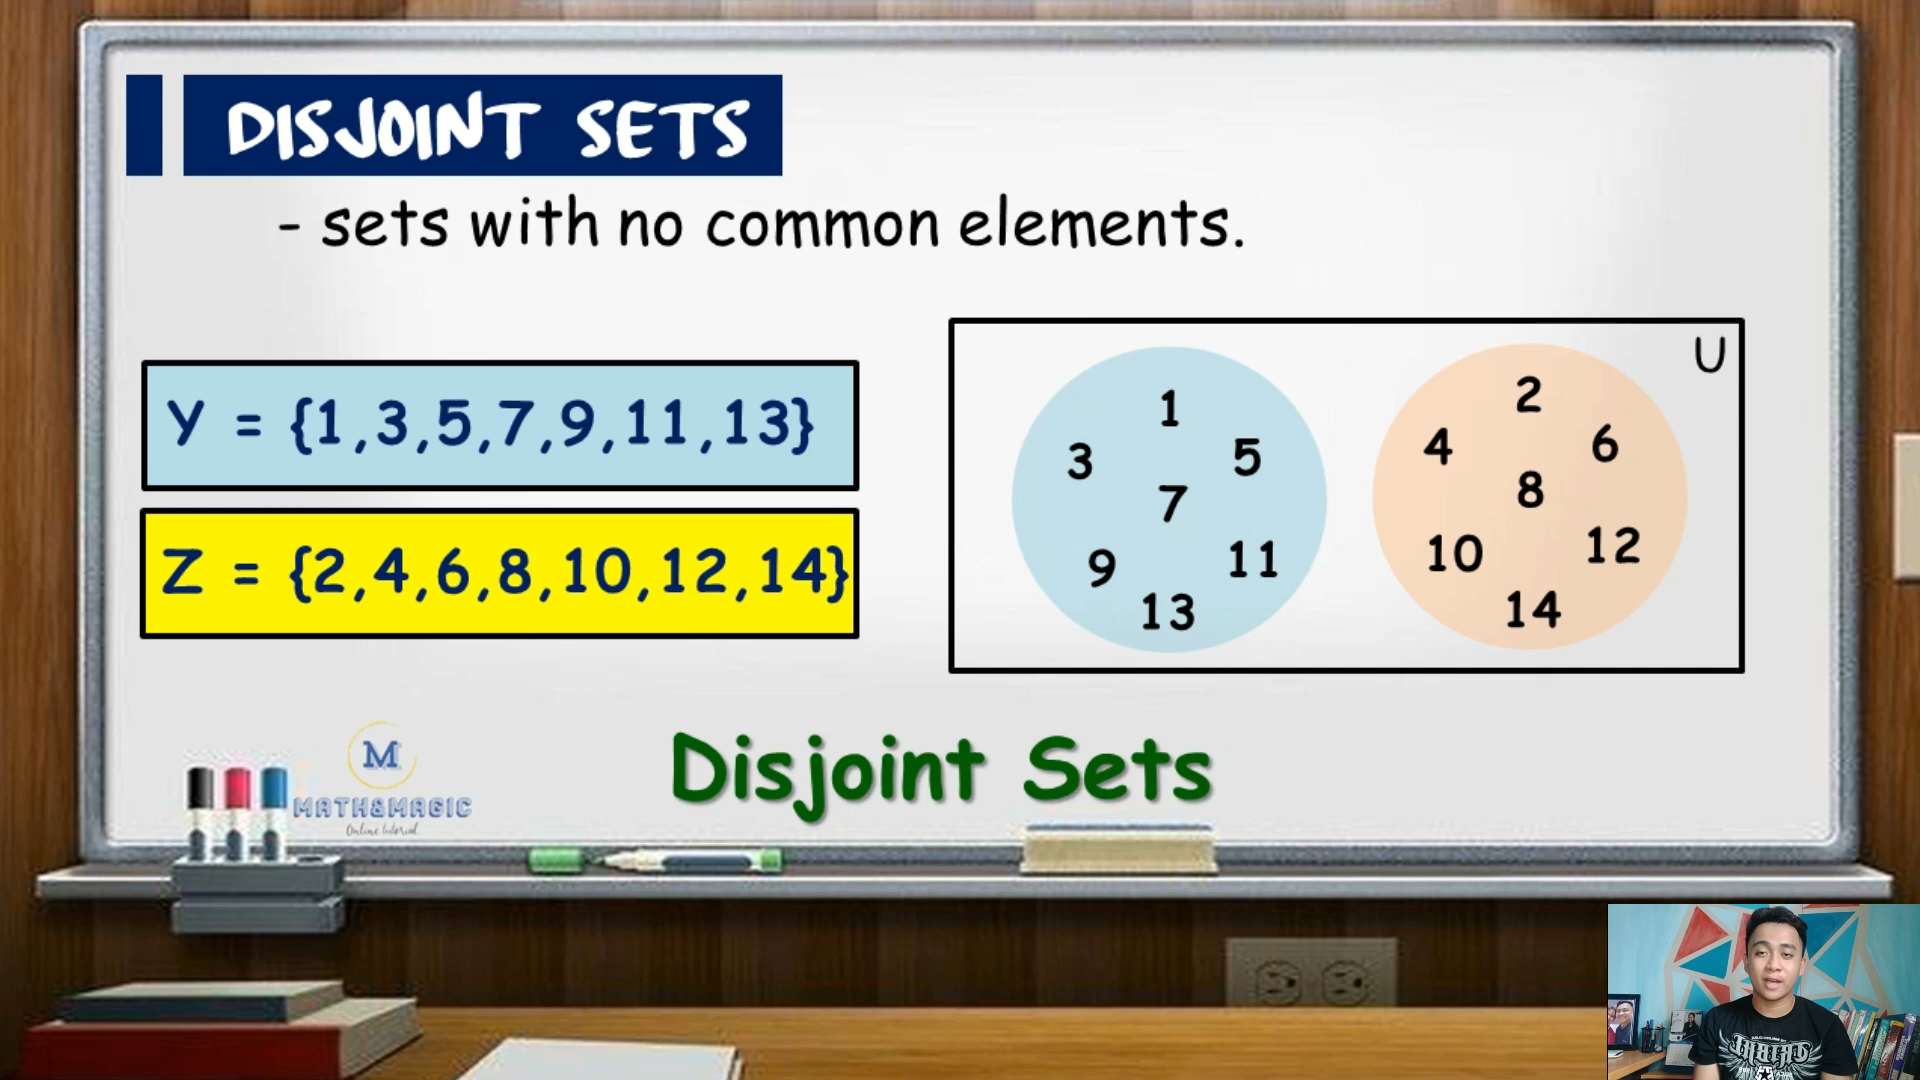 DISJOINT SETS
- sets with no common elements.
Y = {1,3,5,7,9,11,13}
Z = {2,4,6,8,10,12,14}
U
1
3 5
7
9 11
13
2
4 6
8
10 12
14
Disjoint Sets
M
MATH&MAGIC
Online tutorial